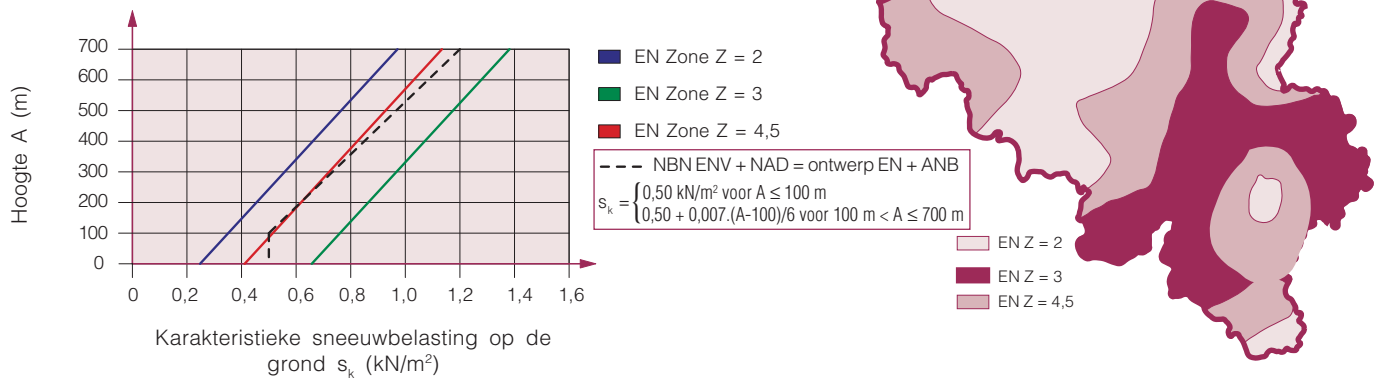 Hoogte A (m)
700
600
500
400
300
200
100
0
0 0,2 0,4 0,6 0,8 1,0 1,2 1,4 1,6
Karakteristieke sneeuwbelasting op de
grond sₖ (kN/m²)
EN Zone Z = 2
EN Zone Z = 3
EN Zone Z = 4,5
NBN ENV + NAD = ontwerp EN + ANB
sₖ = {0,50 kN/m² voor A ≤ 100 m
0,50 + 0,007.(A-100)/6 voor 100 m < A ≤ 700 m
EN Z = 2
EN Z = 3
EN Z = 4,5